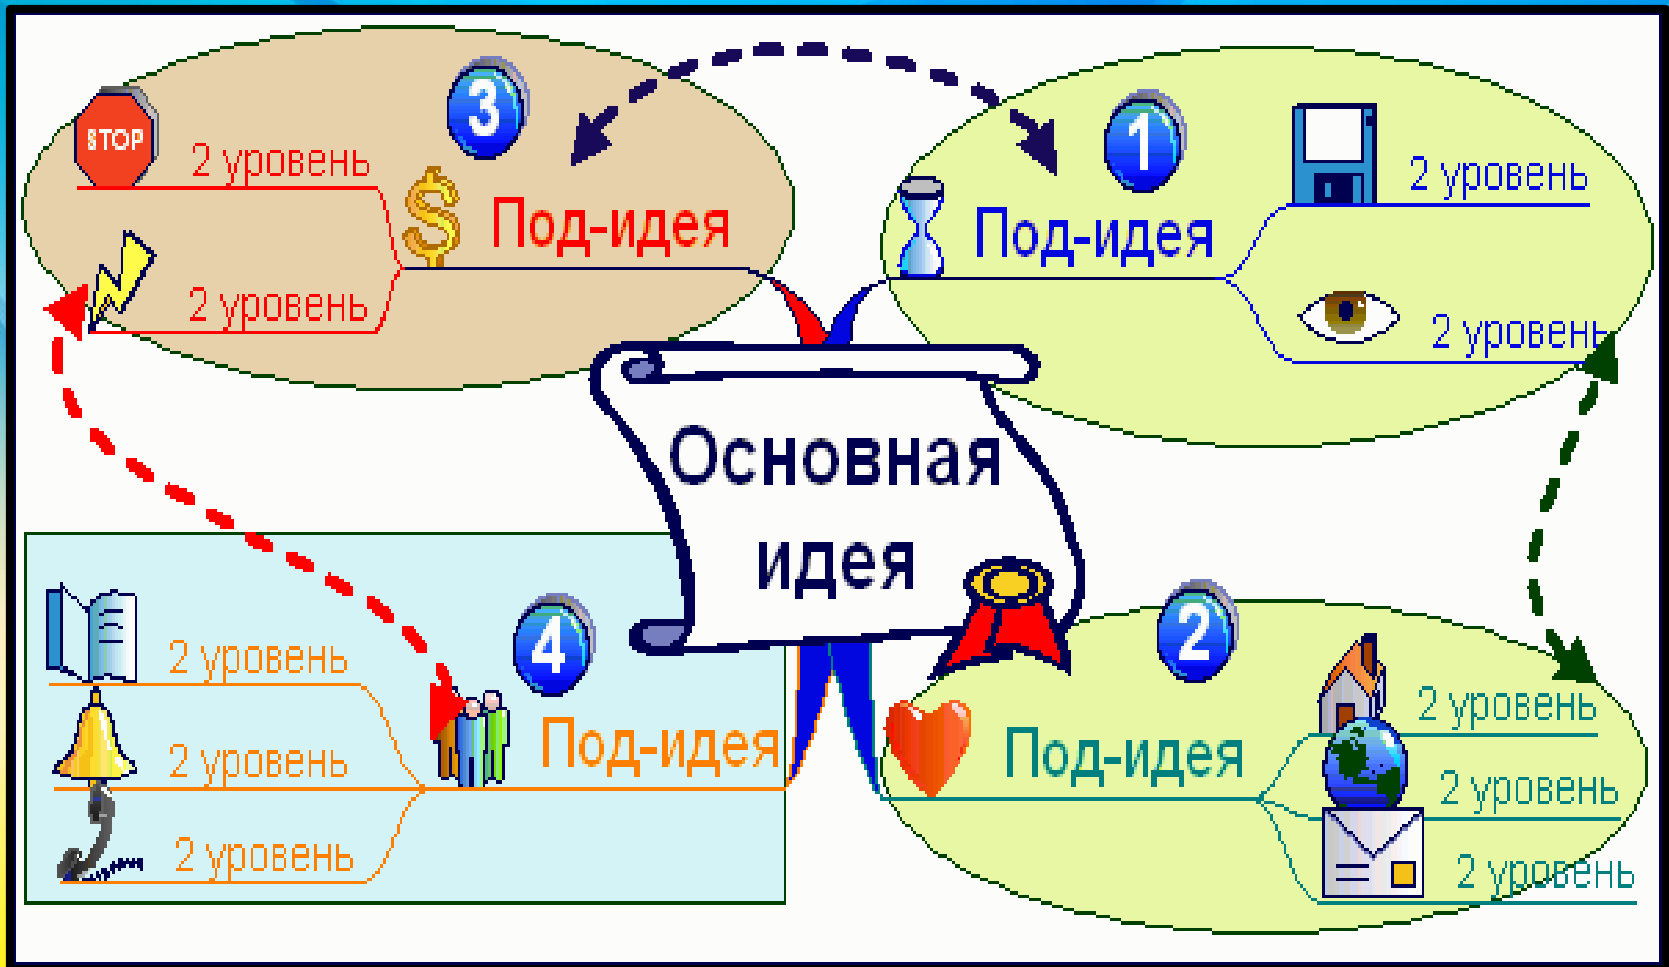 3
STOP
2 уровень
Под-идея
2 уровень
1
2 уровень
Под-идея
2 уровень
Основная
идея
4
2 уровень
Под-идея
2 уровень
2 уровень
2
2 уровень
Под-идея
2 уровень
2 уровень